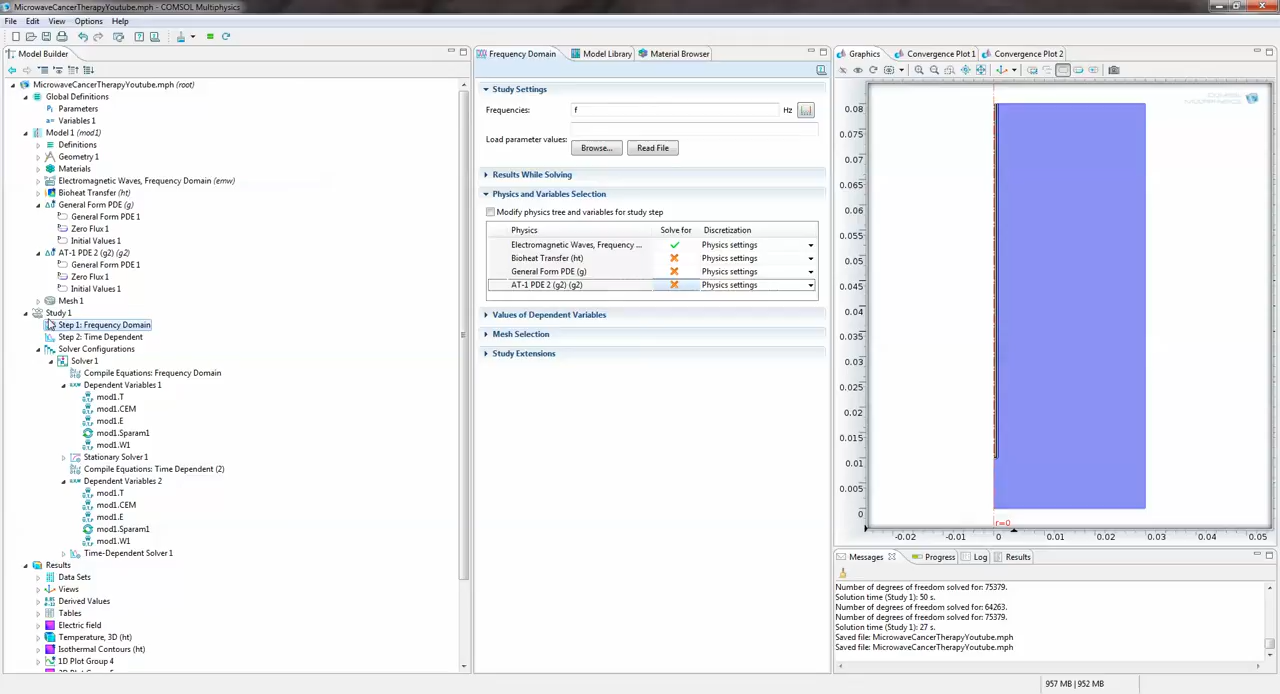 MicrowaveCancerTherapyYoutube.mph - COMSOL Multiphysics
File Edit View Options Help
Model Builder
MicrowaveCancerTherapyYoutube.mph (root)
Global Definitions
Parameters
Variables 1
Model 1 (mod1)
Definitions
Geometry 1
Materials
Electromagnetic Waves, Frequency Domain (emw)
Bioheat Transfer (ht)
General Form PDE (g)
General Form PDE 1
Zero Flux 1
Initial Values 1
AT-1 PDE 2 (g2) (g2)
General Form PDE 1
Zero Flux 1
Initial Values 1
Mesh 1
Study 1
Step 1: Frequency Domain
Step 2: Time Dependent
Solver Configurations
Solver 1
Compile Equations: Frequency Domain
Dependent Variables 1
mod1.T
mod1.CEM
mod1.E
mod1.Sparam1
mod1.W1
Stationary Solver 1
Compile Equations: Time Dependent (2)
Dependent Variables 2
mod1.T
mod1.CEM
mod1.E
mod1.Sparam1
mod1.W1
Time-Dependent Solver 1
Results
Data Sets
Views
Derived Values
Tables
Electric field
Temperature, 3D (ht)
Isothermal Contours (ht)
1D Plot Group 4
Frequency Domain Model Library Material Browser
Study Settings
Frequencies: f Hz
Load parameter values:
Browse... Read File
Results While Solving
Physics and Variables Selection
Modify physics tree and variables for study step
Physics Solve for Discretization
Electromagnetic Waves, Frequency ... Physics settings
Bioheat Transfer (ht) Physics settings
General Form PDE (g) Physics settings
AT-1 PDE 2 (g2) (g2) Physics settings
Values of Dependent Variables
Mesh Selection
Study Extensions
Graphics Convergence Plot 1 Convergence Plot 2
0.08
0.075
0.07
0.065
0.06
0.055
0.05
0.045
0.04
0.035
0.03
0.025
0.02
0.015
0.01
0.005
0
r=0
-0.02 -0.01 0 0.01 0.02 0.03 0.04 0.05
Messages Progress Log Results
Number of degrees of freedom solved for: 75379.
Solution time (Study 1): 50 s.
Number of degrees of freedom solved for: 64263.
Number of degrees of freedom solved for: 75379.
Solution time (Study 1): 27 s.
Saved file: MicrowaveCancerTherapyYoutube.mph
Saved file: MicrowaveCancerTherapyYoutube.mph
957 MB | 952 MB